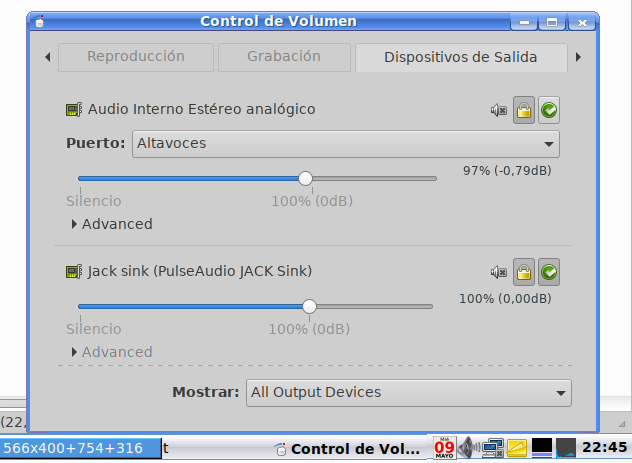 Control de Volumen
Reproducción Grabación Dispositivos de Salida
Audio Interno Estéreo analógico
Puerto: Altavoces
97% (-0,79dB)
Silencio 100% (0dB)
Advanced
Jack sink (PulseAudio JACK Sink)
100% (0,00dB)
Silencio 100% (0dB)
Advanced
Mostrar: All Output Devices
(22,
566x400+754+316 t Control de Vol... 22:45
Mié
09
MAYO